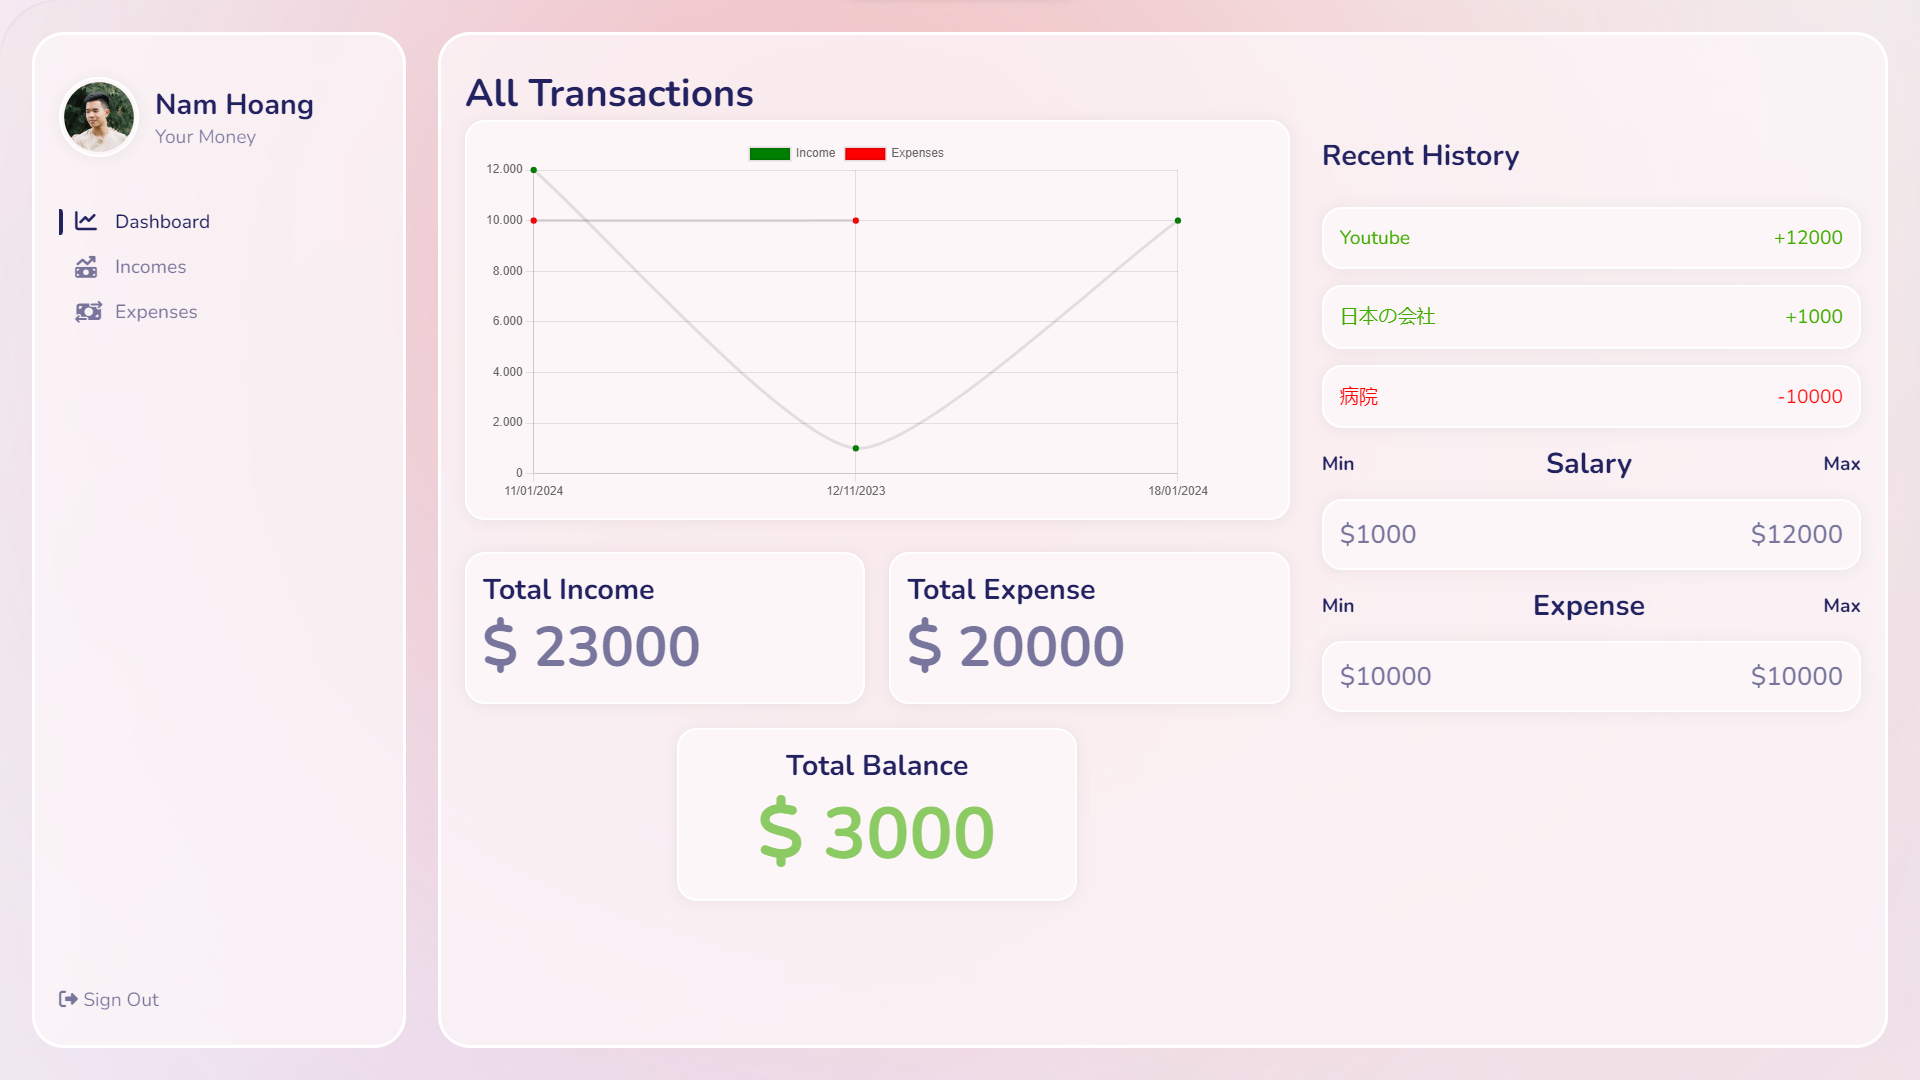 Nam Hoang
Your Money
Dashboard
Incomes
Expenses
Sign Out
All Transactions
Income Expenses
12.000
10.000
8.000
6.000
4.000
2.000
0
11/01/2024 12/11/2023 18/01/2024
Total Income
$ 23000
Total Expense
$ 20000
Total Balance
$ 3000
Recent History
Youtube +12000
日本の会社 +1000
病院 -10000
Min Salary Max
$1000 $12000
Min Expense Max
$10000 $10000